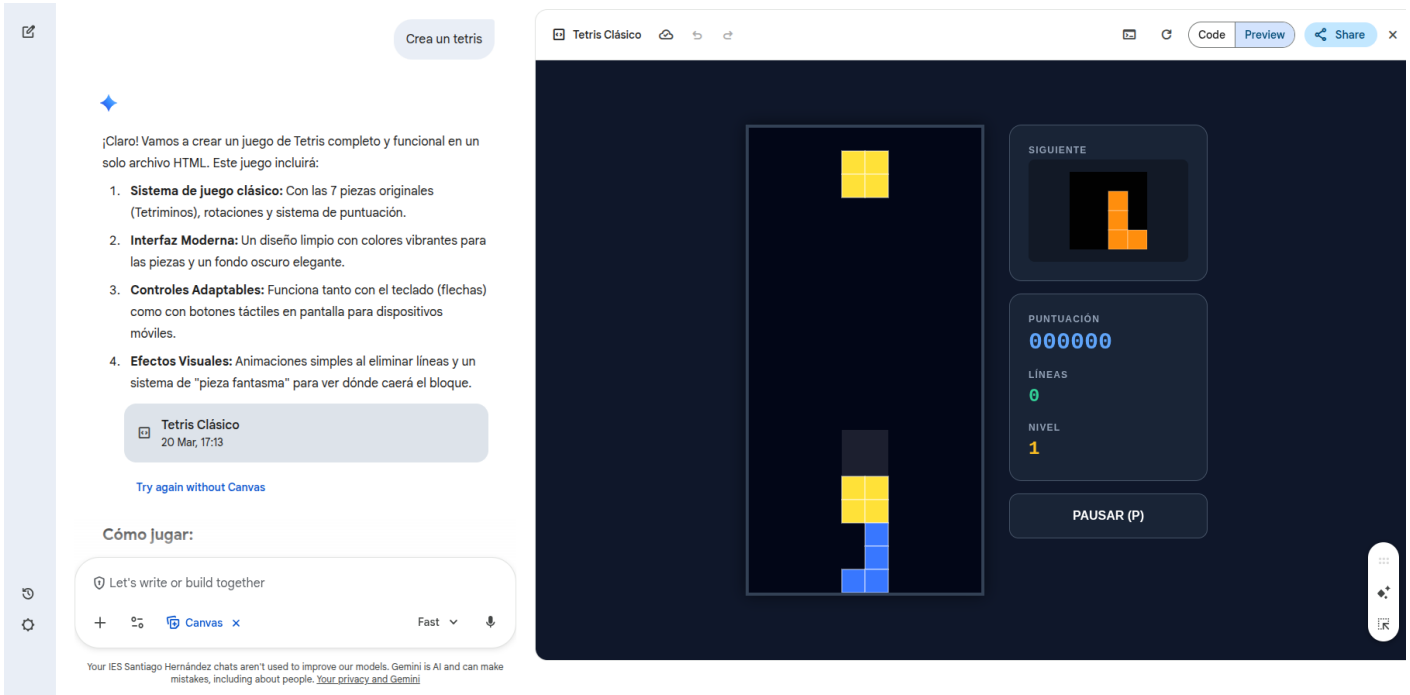 Crea un tetris
¡Claro! Vamos a crear un juego de Tetris completo y funcional en un
solo archivo HTML. Este juego incluirá:
1. Sistema de juego clásico: Con las 7 piezas originales
(Tetriminos), rotaciones y sistema de puntuación.
2. Interfaz Moderna: Un diseño limpio con colores vibrantes para
las piezas y un fondo oscuro elegante.
3. Controles Adaptables: Funciona tanto con el teclado (flechas)
como con botones táctiles en pantalla para dispositivos
móviles.
4. Efectos Visuales: Animaciones simples al eliminar líneas y un
sistema de "pieza fantasma" para ver dónde caerá el bloque.
Tetris Clásico
20 Mar, 17:13
Try again without Canvas
Cómo jugar:
Let's write or build together
Canvas
Fast
Your IES Santiago Hernández chats aren't used to improve our models. Gemini is AI and can make
mistakes, including about people. Your privacy and Gemini
Tetris Clásico
Code
Preview
Share
SIGUIENTE
PUNTUACIÓN
000000
LÍNEAS
0
NIVEL
1
PAUSAR (P)